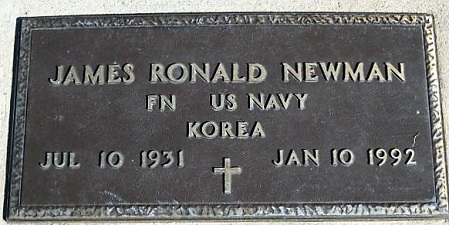 JAMES RONALD NEWMAN
FN US NAVY
KOREA
JUL 10 1931 JAN 10 1992